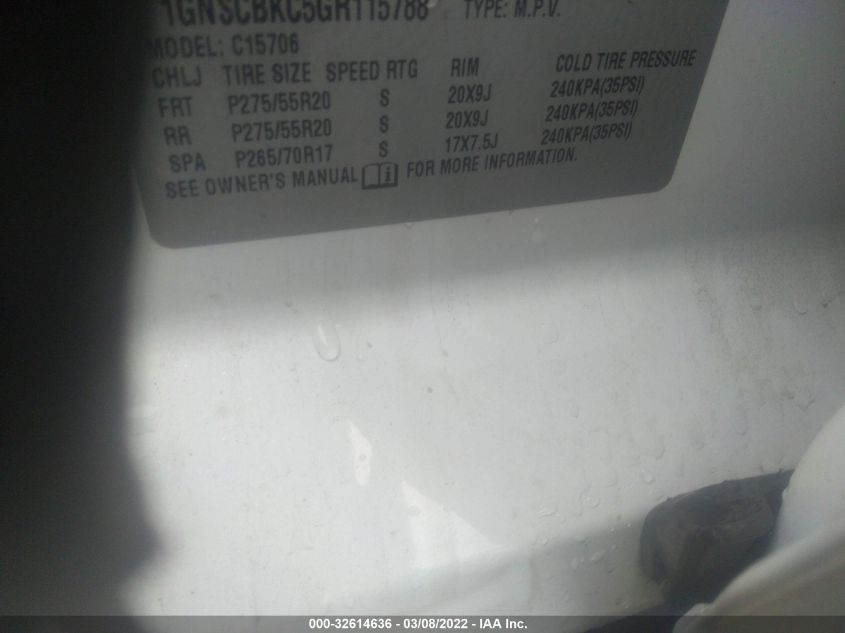 1GNSCBKC5GR115788 TYPE: M.P.V.
MODEL: C15706
CHLJ TIRE SIZE SPEED RTG RIM COLD TIRE PRESSURE
FRT P275/55R20 S 20X9J 240KPA(35PSI)
RR P275/55R20 S 20X9J 240KPA(35PSI)
SPA P265/70R17 S 17X7.5J 240KPA(35PSI)
SEE OWNER'S MANUAL i FOR MORE INFORMATION.
000-32614636 - 03/08/2022 - IAA Inc.